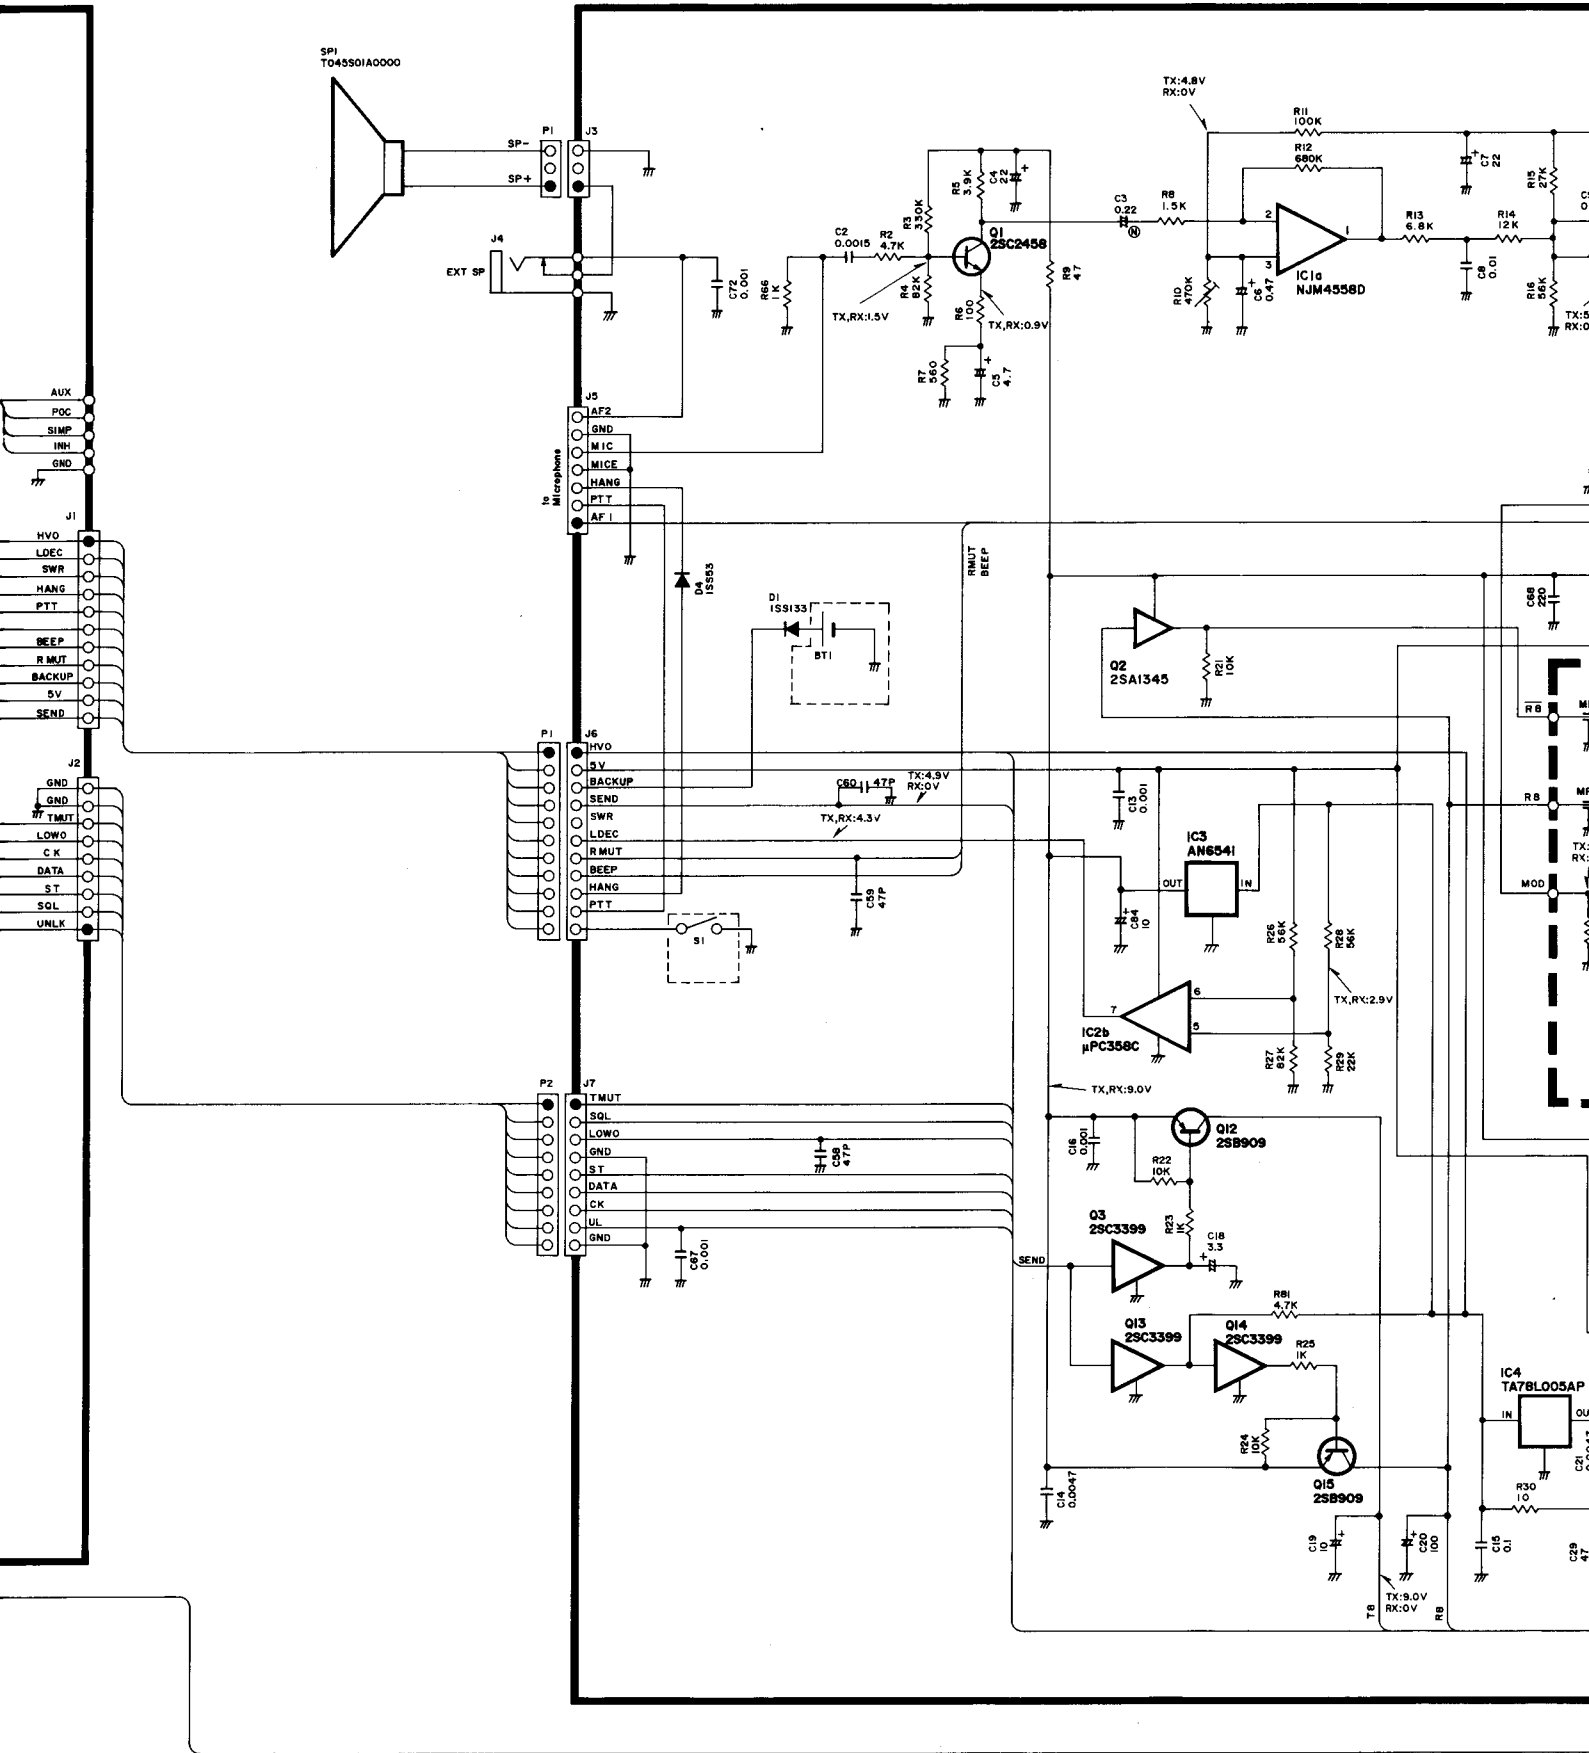 SP1
T045S01A0000
SP-
SP+
P1
J3
J4
EXT SP
C72
0.001
R66
1K
C2
0.0015
R2
4.7K
R3
330K
R4
82K
TX,RX:1.5V
R5
3.9K
C4
22
Q1
2SC2458
R6
100
TX,RX:0.9V
R7
560
C5
4.7
R9
47
C3
0.22
N
R8
1.5K
TX:4.8V
RX:0V
R11
100K
R12
680K
2
3
1
IC1a
NJM4558D
R10
470K
C6
0.47
R13
6.8K
C7
22
C8
0.01
R14
12K
R15
27K
R16
56K
AUX
POC
SIMP
INH
GND
J1
HVO
LDEC
SWR
HANG
PTT
BEEP
RMUT
BACKUP
5V
SEND
J2
GND
GND
TMUT
LOWO
CK
DATA
ST
SQL
UNLK
J5
to
Microphone
AF2
GND
MIC
MICE
HANG
PTT
AF1
D4
1SS53
D1
1SS133
BT1
RMUT
BEEP
Q2
2SA1345
R21
10K
C68
220
R8
R8
MOD
P1
J6
HVO
5V
BACKUP
SEND
SWR
LDEC
RMUT
BEEP
HANG
PTT
C60
47P
TX:4.9V
RX:0V
TX,RX:4.3V
C59
47P
S1
C13
0.001
IC3
AN6541
OUT
IN
C84
10
R26
56K
R28
56K
TX,RX:2.9V
6
5
7
IC2b
µPC358C
R27
82K
R29
22K
TX,RX:9.0V
P2
J7
TMUT
SQL
LOWO
GND
ST
DATA
CK
UL
GND
C58
47P
C67
0.001
C16
0.001
Q12
2SB909
R22
10K
R23
1K
Q3
2SC3399
C18
3.3
SEND
R81
4.7K
Q13
2SC3399
Q14
2SC3399
R25
1K
R24
10K
Q15
2SB909
C14
0.0047
IC4
TA78L005AP
IN
C21
R30
10
C19
10
C20
100
C15
0.1
C29
47
TX:9.0V
RX:0V
T8
R8